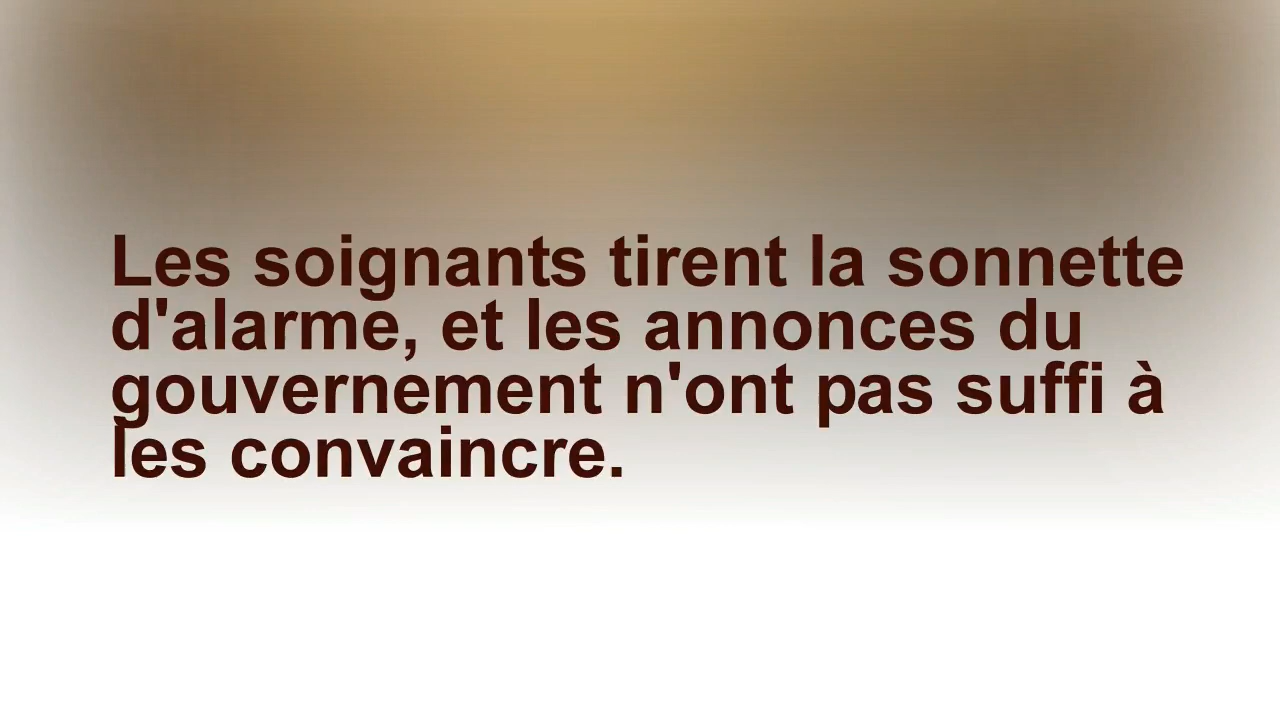 Les soignants tirent la sonnette
d'alarme, et les annonces du
gouvernement n'ont pas suffi à
les convaincre.